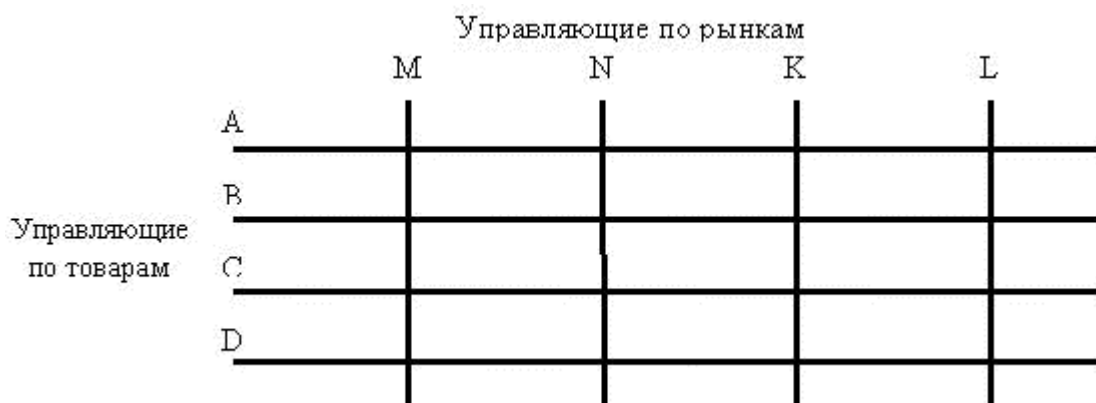 Управляющие по рынкам
M N K L
A
B
Управляющие
по товарам
C
D